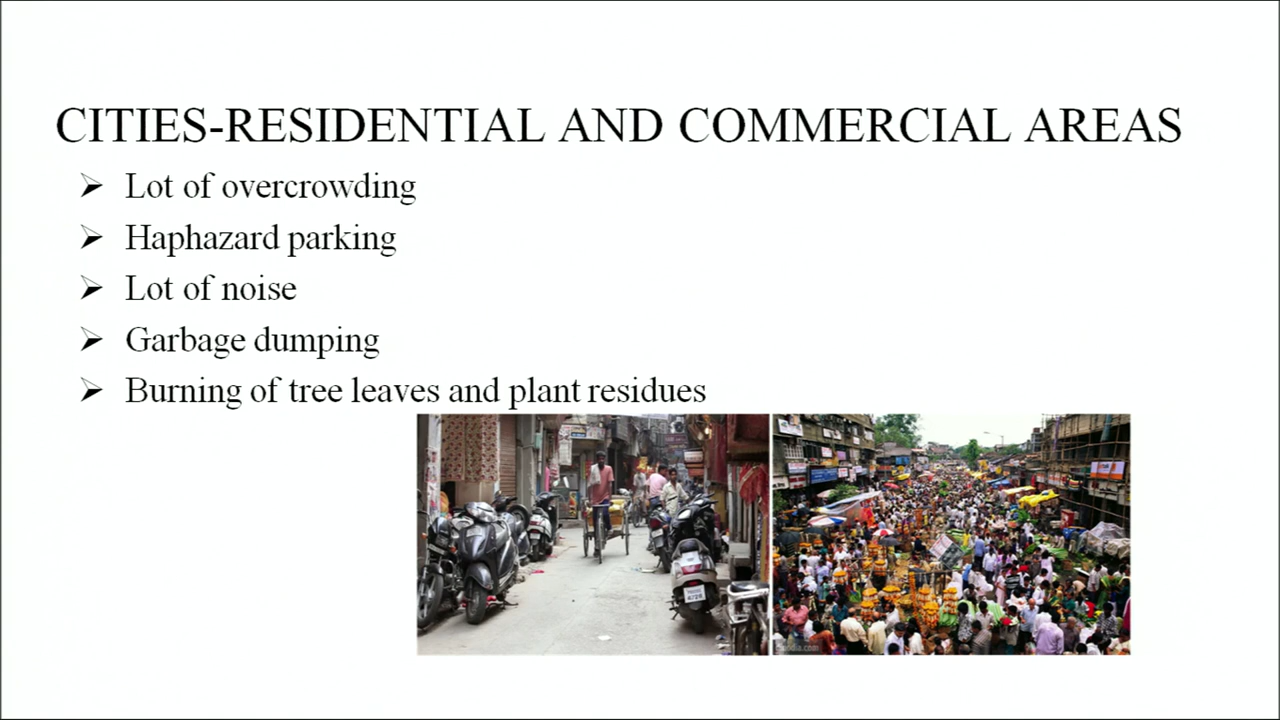 CITIES-RESIDENTIAL AND COMMERCIAL AREAS
Lot of overcrowding
Haphazard parking
Lot of noise
Garbage dumping
Burning of tree leaves and plant residues